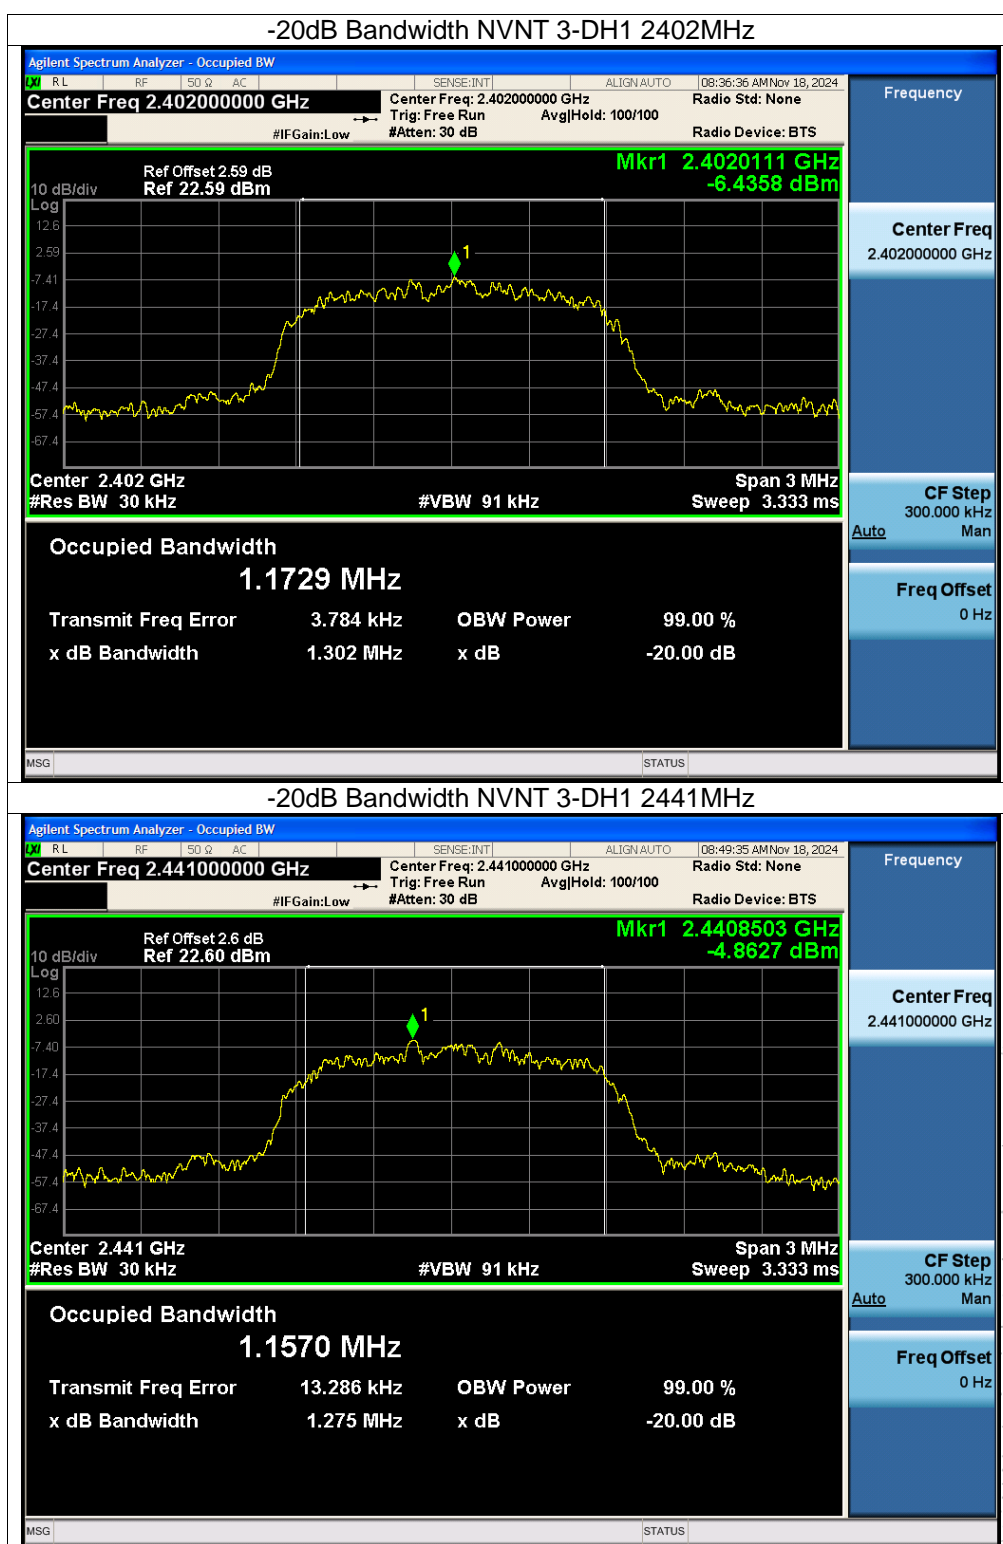 -20dB Bandwidth NVNT 3-DH1 2402MHz
Agilent Spectrum Analyzer - Occupied BW
LXI RL RF 50 Ω AC SENSE:INT ALIGN AUTO 08:36:36 AM Nov 18, 2024
Center Freq 2.402000000 GHz
Center Freq: 2.402000000 GHz
Radio Std: None
Trig: Free Run Avg|Hold: 100/100
#IFGain:Low #Atten: 30 dB Radio Device: BTS
Mkr1 2.4020111 GHz
-6.4358 dBm
Ref Offset 2.59 dB
10 dB/div Ref 22.59 dBm
Log
12.6
2.59
-7.41
-17.4
-27.4
-37.4
-47.4
-57.4
-67.4
1
Center 2.402 GHz Span 3 MHz
#Res BW 30 kHz #VBW 91 kHz Sweep 3.333 ms
Occupied Bandwidth
1.1729 MHz
Transmit Freq Error 3.784 kHz OBW Power 99.00 %
x dB Bandwidth 1.302 MHz x dB -20.00 dB
Frequency
Center Freq
2.402000000 GHz
CF Step
300.000 kHz
Auto Man
Freq Offset
0 Hz
MSG STATUS
-20dB Bandwidth NVNT 3-DH1 2441MHz
Agilent Spectrum Analyzer - Occupied BW
LXI RL RF 50 Ω AC SENSE:INT ALIGN AUTO 08:49:35 AM Nov 18, 2024
Center Freq 2.441000000 GHz
Center Freq: 2.441000000 GHz
Radio Std: None
Trig: Free Run Avg|Hold: 100/100
#IFGain:Low #Atten: 30 dB Radio Device: BTS
Mkr1 2.4408503 GHz
-4.8627 dBm
Ref Offset 2.6 dB
10 dB/div Ref 22.60 dBm
Log
12.6
2.60
-7.40
-17.4
-27.4
-37.4
-47.4
-57.4
-67.4
1
Center 2.441 GHz Span 3 MHz
#Res BW 30 kHz #VBW 91 kHz Sweep 3.333 ms
Occupied Bandwidth
1.1570 MHz
Transmit Freq Error 13.286 kHz OBW Power 99.00 %
x dB Bandwidth 1.275 MHz x dB -20.00 dB
Frequency
Center Freq
2.441000000 GHz
CF Step
300.000 kHz
Auto Man
Freq Offset
0 Hz
MSG STATUS